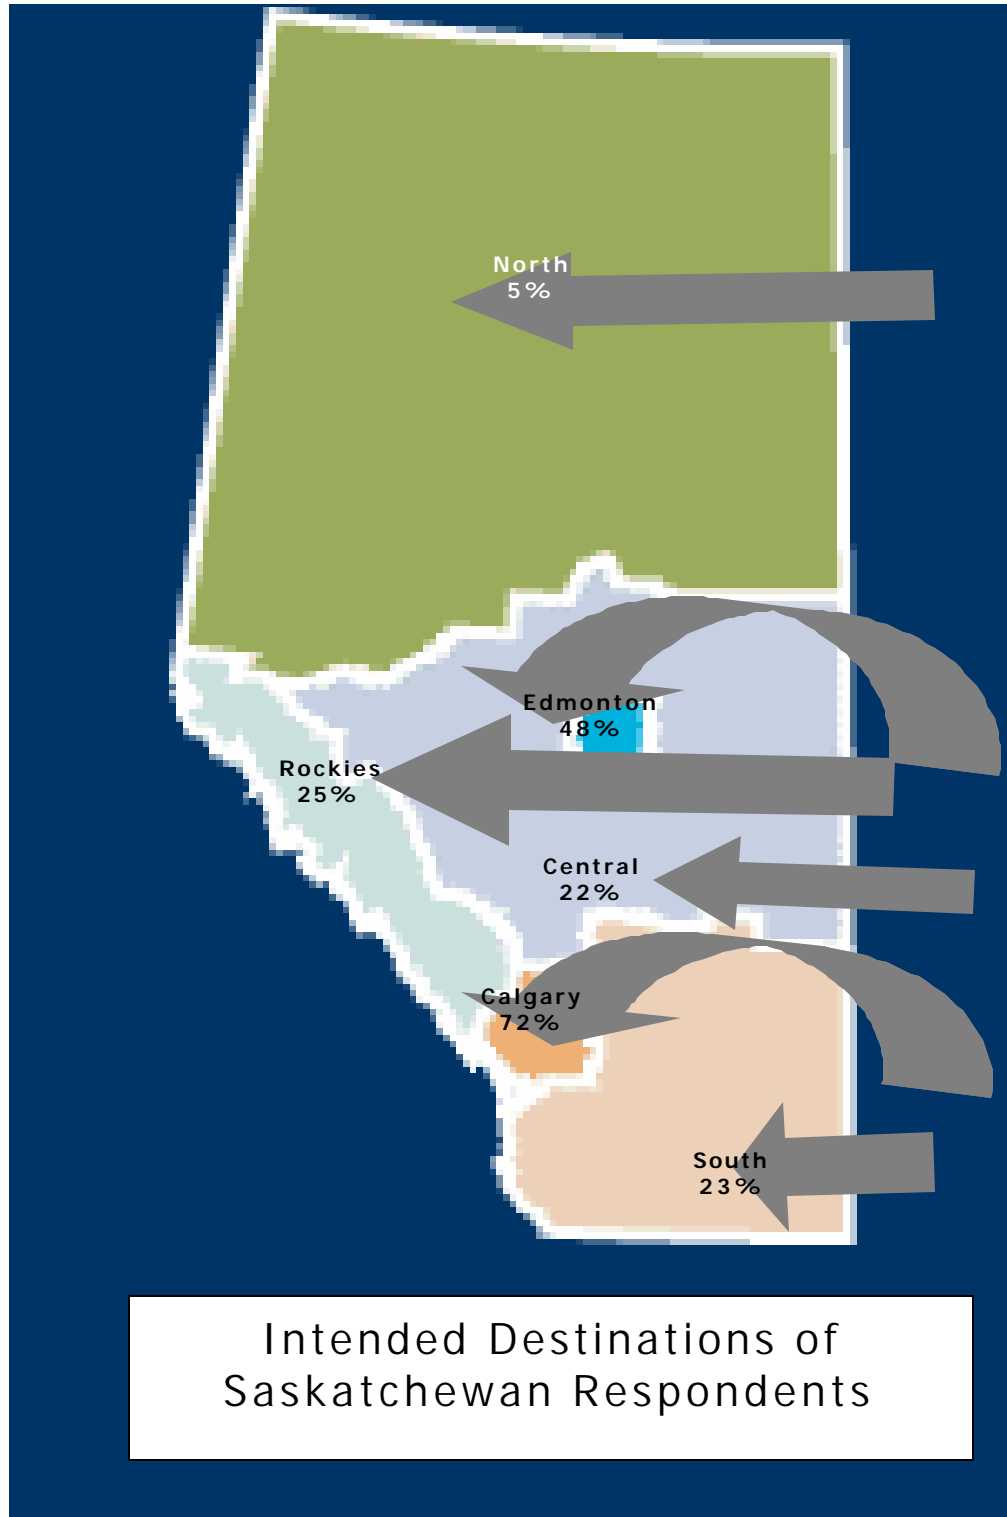 North
5%
Edmonton
48%
Rockies
25%
Central
22%
Calgary
72%
South
23%
Intended Destinations of
Saskatchewan Respondents